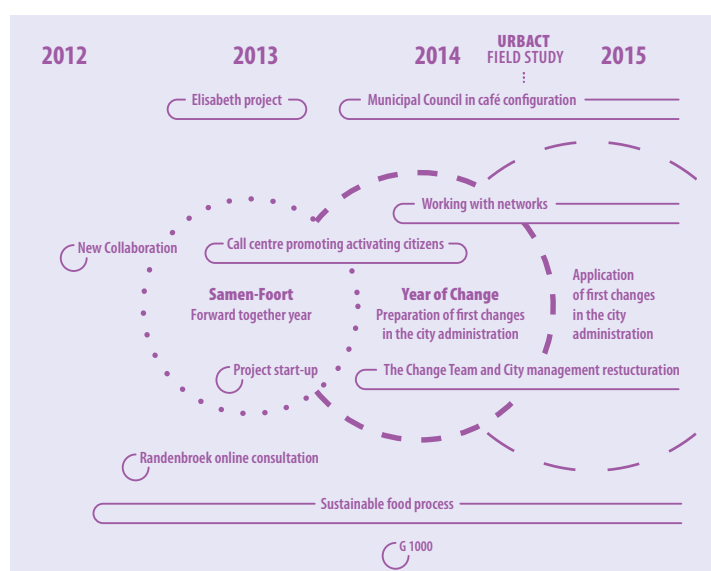 2012
2013
2014
URBACT
FIELD STUDY
2015
Elisabeth project
Municipal Council in café configuration
Working with networks
New Collaboration
Call centre promoting activating citizens
Samen-Foort
Forward together year
Year of Change
Preparation of first changes
in the city administration
Application
of first changes
in the city
administration
Project start-up
The Change Team and City management restucturation
Randenbroek online consultation
Sustainable food process
G 1000